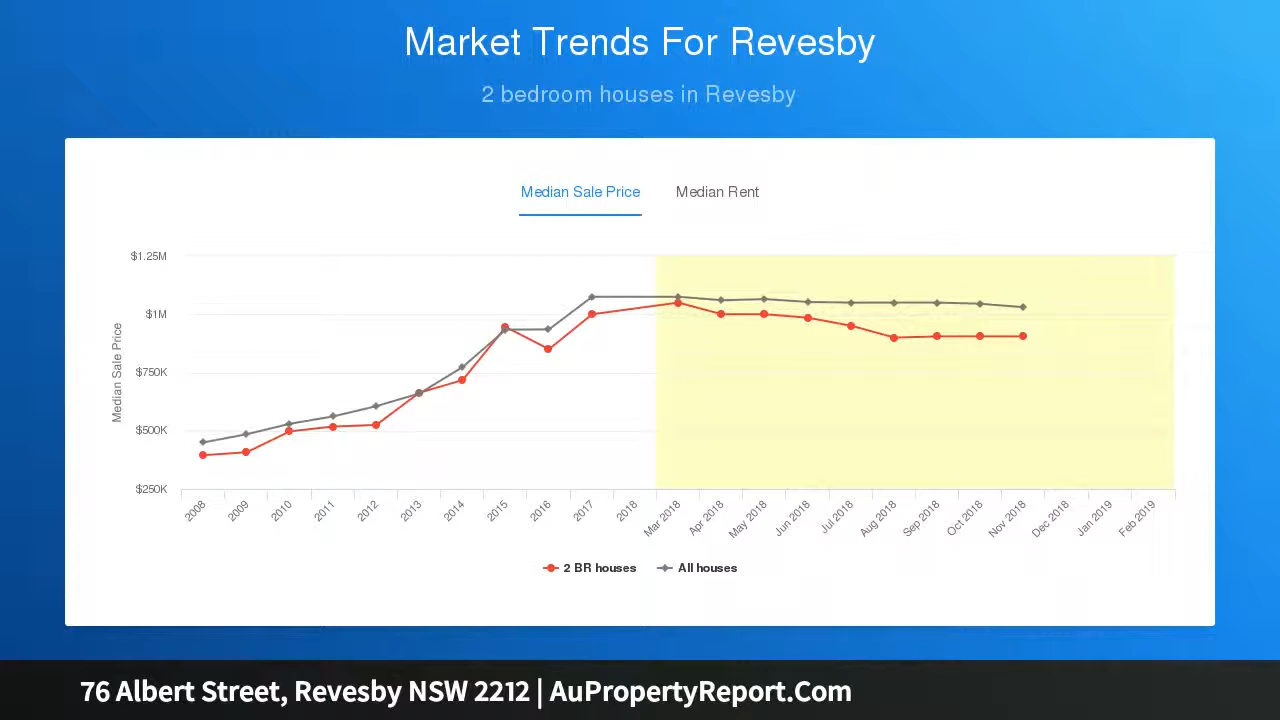 Market Trends For Revesby
2 bedroom houses in Revesby
Median Sale Price
Median Rent
Median Sale Price
$1.25M
$1M
$750K
$500K
$250K
2008
2009
2010
2011
2012
2013
2014
2015
2016
2017
2018
Mar 2018
Apr 2018
May 2018
Jun 2018
Jul 2018
Aug 2018
Sep 2018
Oct 2018
Nov 2018
Dec 2018
Jan 2019
Feb 2019
2 BR houses
All houses
76 Albert Street, Revesby NSW 2212 | AuPropertyReport.Com